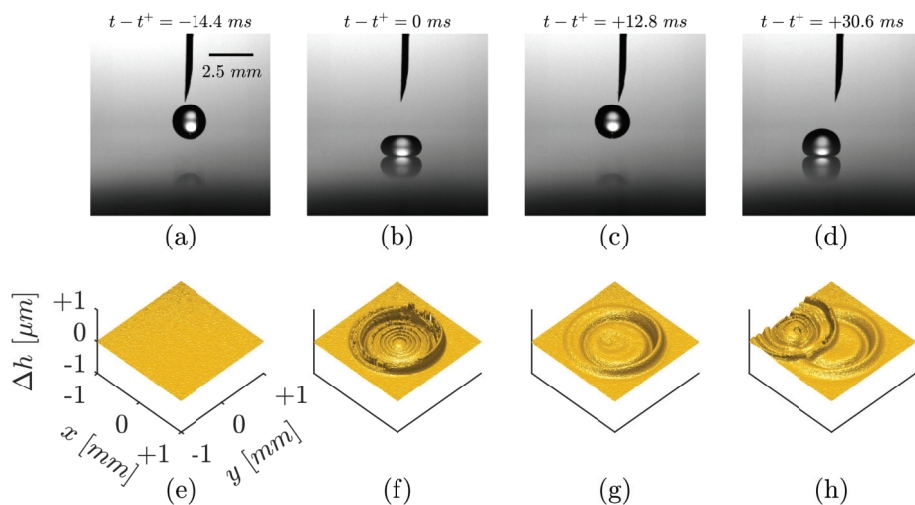 t − t⁺ = −14.4 ms
t − t⁺ = 0 ms
t − t⁺ = +12.8 ms
t − t⁺ = +30.6 ms
2.5 mm
(a)
(b)
(c)
(d)
Δh [μm]
+1
0
-1
-1
0
+1
x [mm]
-1
0
+1
y [mm]
(e)
(f)
(g)
(h)